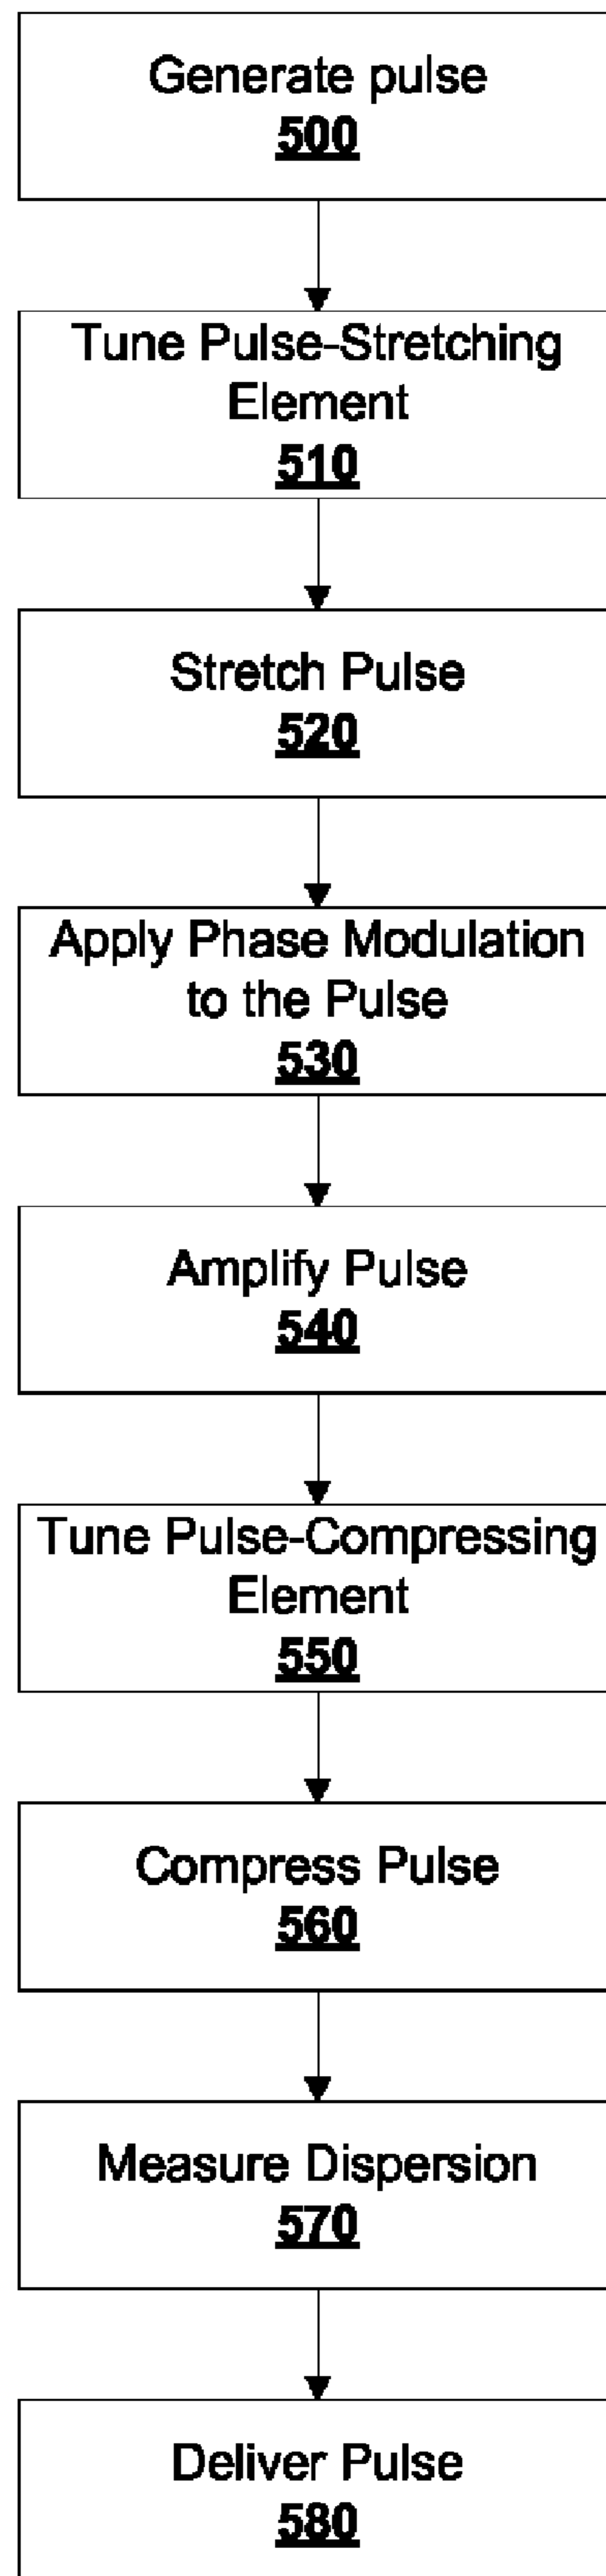 Generate pulse
500
Tune Pulse-Stretching
Element
510
Stretch Pulse
520
Apply Phase Modulation
to the Pulse
530
Amplify Pulse
540
Tune Pulse-Compressing
Element
550
Compress Pulse
560
Measure Dispersion
570
Deliver Pulse
580